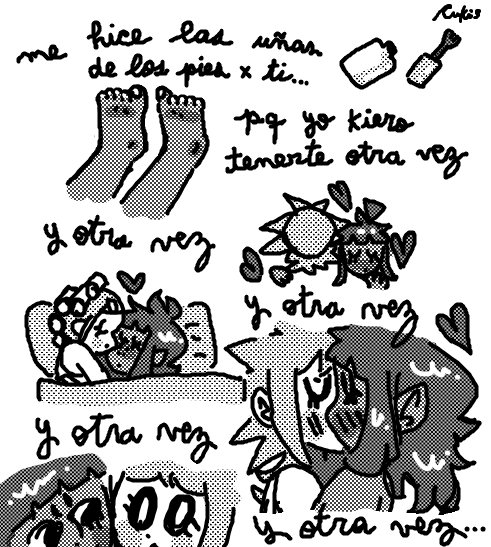 Rukis
me hice las uñas
de los pies x ti...
pq yo kiero
tenerte otra vez
y otra vez
y otra vez
y otra vez
y otra vez...